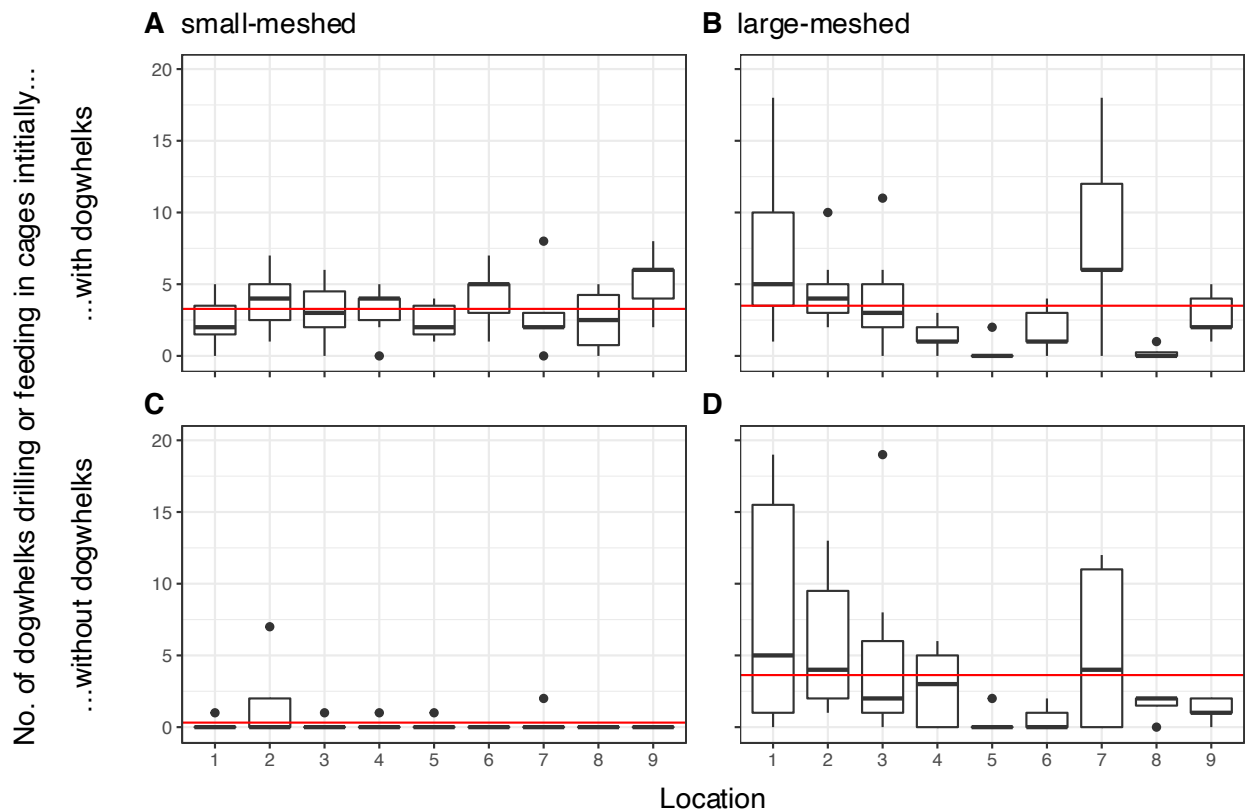 A small-meshed
B large-meshed
No. of dogwhelks drilling or feeding in cages intitially...
...with dogwhelks
20
15
10
5
0
1 2 3 4 5 6 7 8 9
C
D
...without dogwhelks
20
15
10
5
0
1 2 3 4 5 6 7 8 9
Location